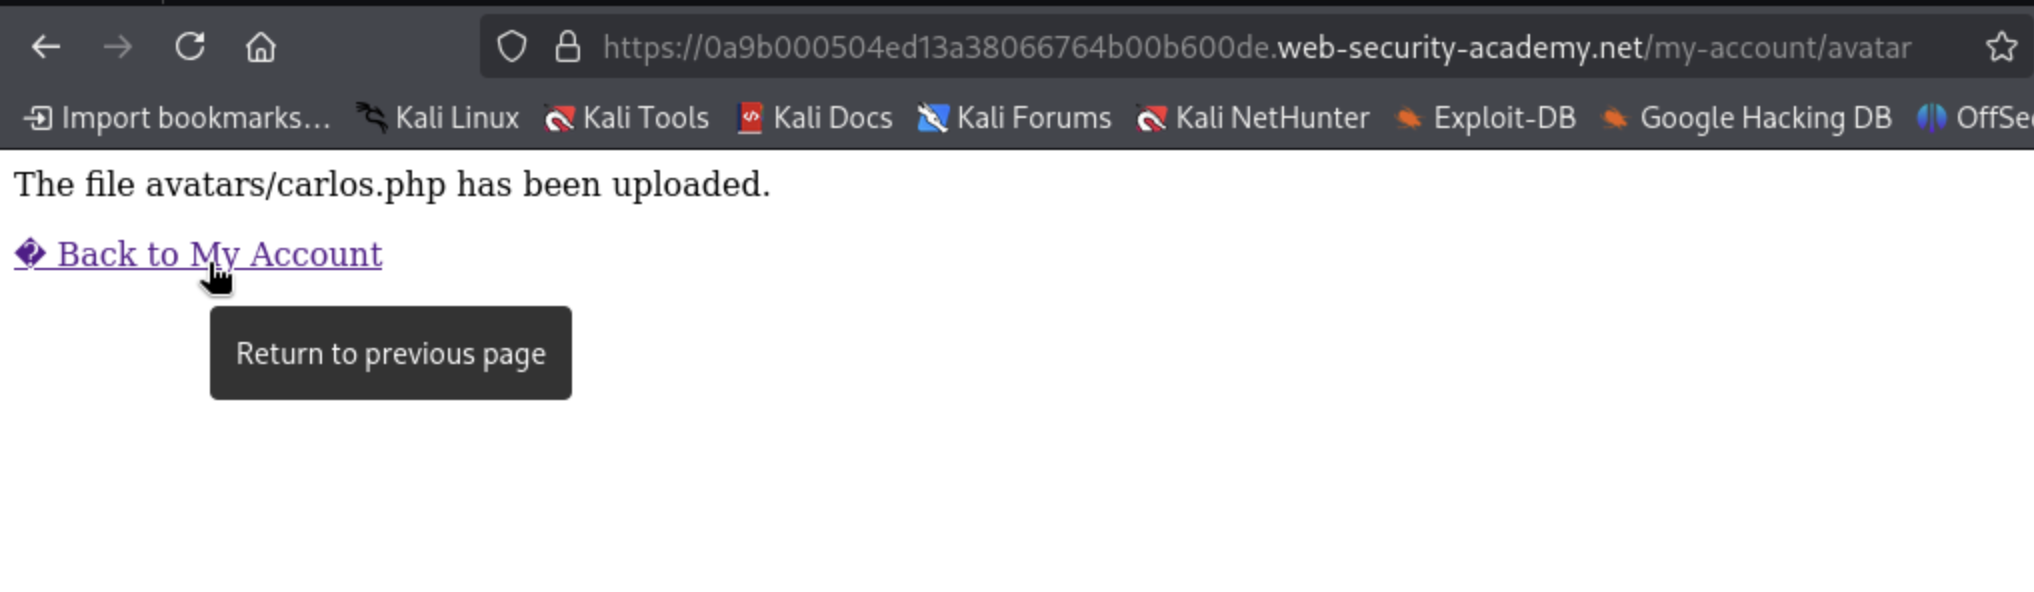 https://0a9b000504ed13a38066764b00b600de.web-security-academy.net/my-account/avatar
Import bookmarks... Kali Linux Kali Tools Kali Docs Kali Forums Kali NetHunter Exploit-DB Google Hacking DB OffSe
The file avatars/carlos.php has been uploaded.
� Back to My Account
Return to previous page